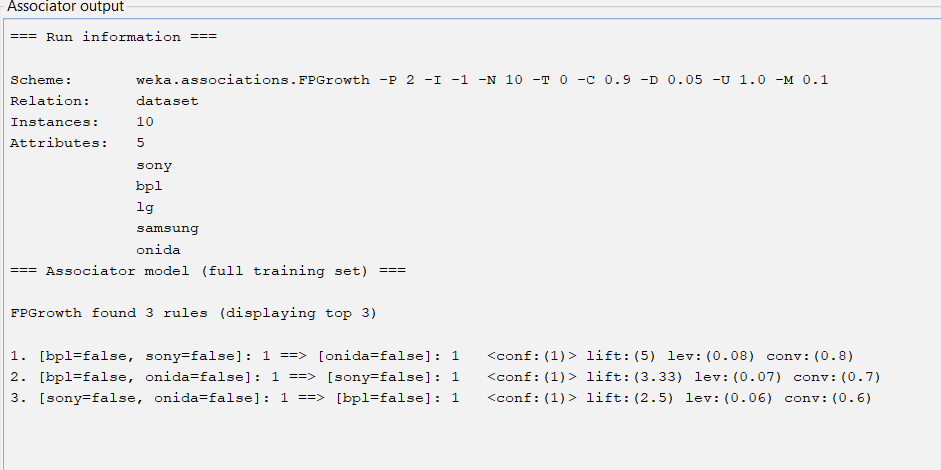 Associator output
=== Run information ===
Scheme: weka.associations.FPGrowth -P 2 -I -1 -N 10 -T 0 -C 0.9 -D 0.05 -U 1.0 -M 0.1
Relation: dataset
Instances: 10
Attributes: 5
sony
bpl
lg
samsung
onida
=== Associator model (full training set) ===
FPGrowth found 3 rules (displaying top 3)
1. [bpl=false, sony=false]: 1 ==> [onida=false]: 1 <conf:(1)> lift:(5) lev:(0.08) conv:(0.8)
2. [bpl=false, onida=false]: 1 ==> [sony=false]: 1 <conf:(1)> lift:(3.33) lev:(0.07) conv:(0.7)
3. [sony=false, onida=false]: 1 ==> [bpl=false]: 1 <conf:(1)> lift:(2.5) lev:(0.06) conv:(0.6)